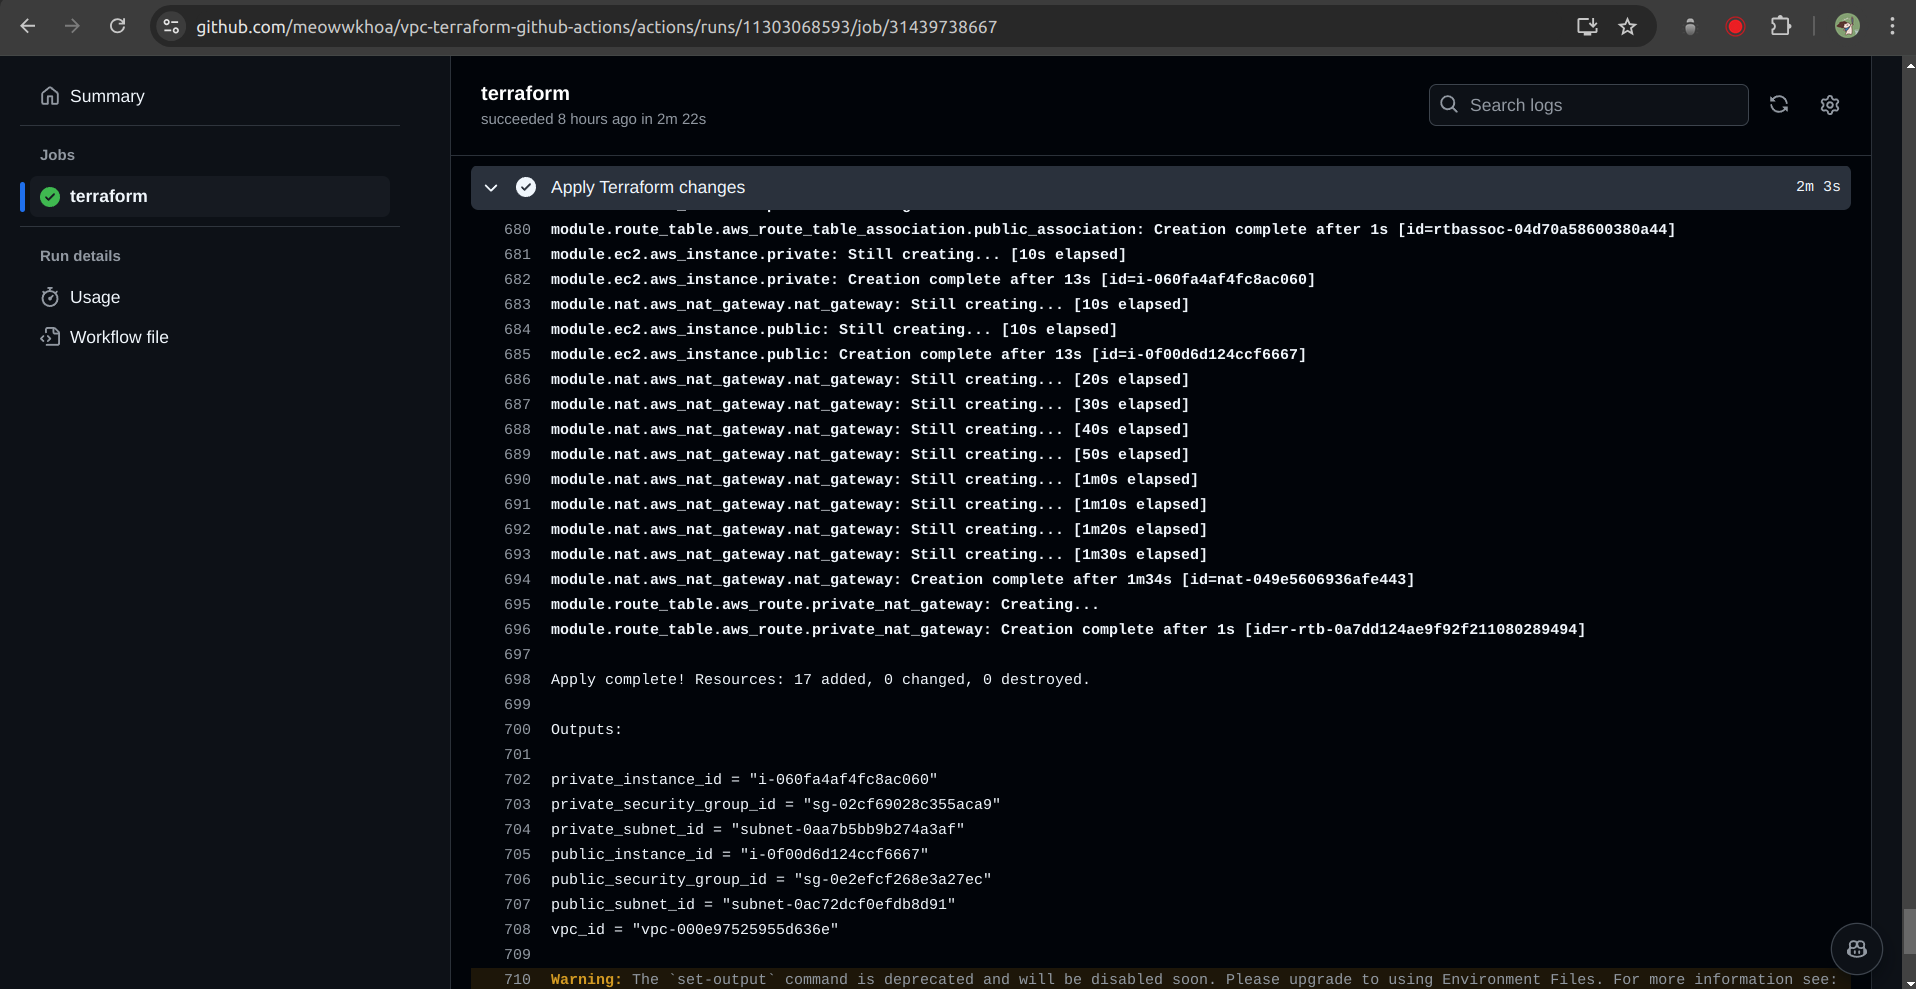 github.com/meowwkhoa/vpc-terraform-github-actions/actions/runs/11303068593/job/31439738667
Summary
Jobs
terraform
Run details
Usage
Workflow file
terraform
succeeded 8 hours ago in 2m 22s
Search logs
Apply Terraform changes
2m 3s
680 module.route_table.aws_route_table_association.public_association: Creation complete after 1s [id=rtbassoc-04d70a58600380a44]
681 module.ec2.aws_instance.private: Still creating... [10s elapsed]
682 module.ec2.aws_instance.private: Creation complete after 13s [id=i-060fa4af4fc8ac060]
683 module.nat.aws_nat_gateway.nat_gateway: Still creating... [10s elapsed]
684 module.ec2.aws_instance.public: Still creating... [10s elapsed]
685 module.ec2.aws_instance.public: Creation complete after 13s [id=i-0f00d6d124ccf6667]
686 module.nat.aws_nat_gateway.nat_gateway: Still creating... [20s elapsed]
687 module.nat.aws_nat_gateway.nat_gateway: Still creating... [30s elapsed]
688 module.nat.aws_nat_gateway.nat_gateway: Still creating... [40s elapsed]
689 module.nat.aws_nat_gateway.nat_gateway: Still creating... [50s elapsed]
690 module.nat.aws_nat_gateway.nat_gateway: Still creating... [1m0s elapsed]
691 module.nat.aws_nat_gateway.nat_gateway: Still creating... [1m10s elapsed]
692 module.nat.aws_nat_gateway.nat_gateway: Still creating... [1m20s elapsed]
693 module.nat.aws_nat_gateway.nat_gateway: Still creating... [1m30s elapsed]
694 module.nat.aws_nat_gateway.nat_gateway: Creation complete after 1m34s [id=nat-049e5606936afe443]
695 module.route_table.aws_route.private_nat_gateway: Creating...
696 module.route_table.aws_route.private_nat_gateway: Creation complete after 1s [id=r-rtb-0a7dd124ae9f92f211080289494]
697
698 Apply complete! Resources: 17 added, 0 changed, 0 destroyed.
699
700 Outputs:
701
702 private_instance_id = "i-060fa4af4fc8ac060"
703 private_security_group_id = "sg-02cf69028c355aca9"
704 private_subnet_id = "subnet-0aa7b5bb9b274a3af"
705 public_instance_id = "i-0f00d6d124ccf6667"
706 public_security_group_id = "sg-0e2efcf268e3a27ec"
707 public_subnet_id = "subnet-0ac72dcf0efdb8d91"
708 vpc_id = "vpc-000e97525955d636e"
709
710 Warning: The `set-output` command is deprecated and will be disabled soon. Please upgrade to using Environment Files. For more information see: